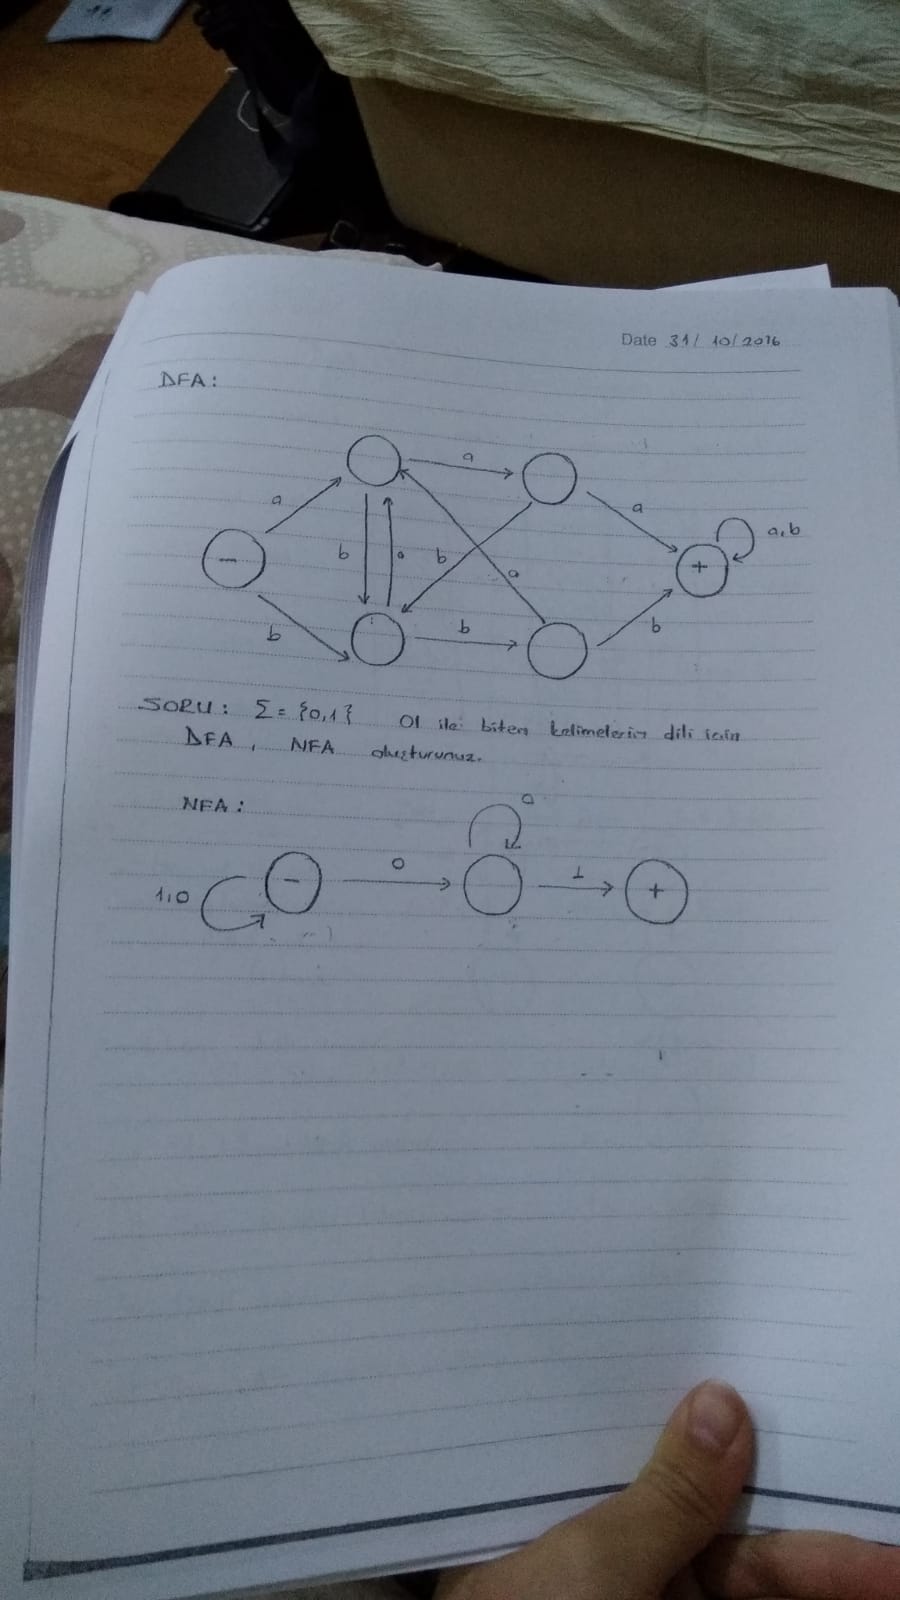 Date 31/ 10/2016
DFA:
a
a
a
a,b
-
b
a
b
a
+
b
b
b
SORU: Σ = {0,1} 01 ile biten kelimelerin dili için
DFA, NFA oluşturunuz.
NFA:
0
1,0
-
0
1
+